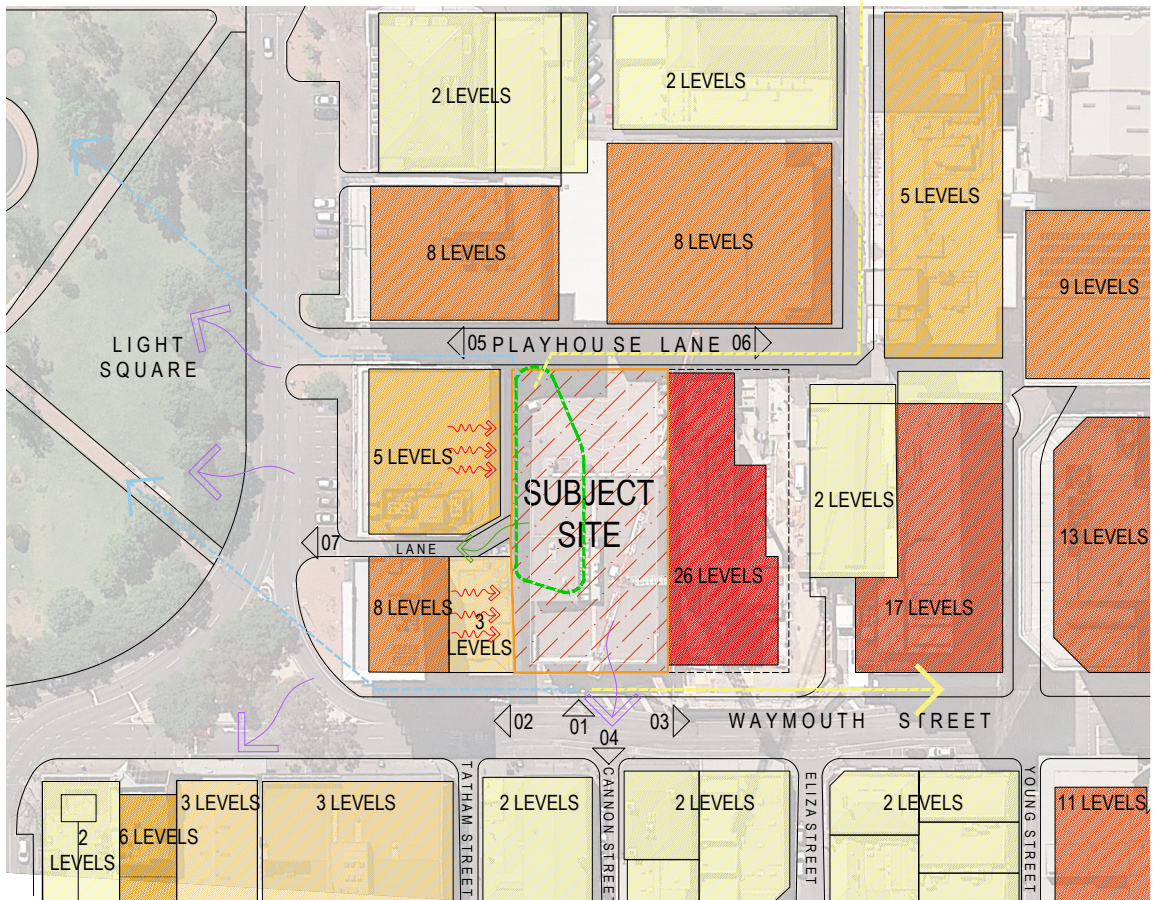 2 LEVELS
2 LEVELS
5 LEVELS
8 LEVELS
8 LEVELS
9 LEVELS
LIGHT
SQUARE
05 PLAYHOUSE LANE 06
5 LEVELS
SUBJECT
SITE
2 LEVELS
07
LANE
13 LEVELS
26 LEVELS
8 LEVELS
3
LEVELS
17 LEVELS
02
01
03
04
WAYMOUTH STREET
TATHAM STREET
CANNON STREET
ELIZA STREET
YOUNG STREET
2
LEVELS
6 LEVELS
3 LEVELS
3 LEVELS
2 LEVELS
2 LEVELS
2 LEVELS
11 LEVELS